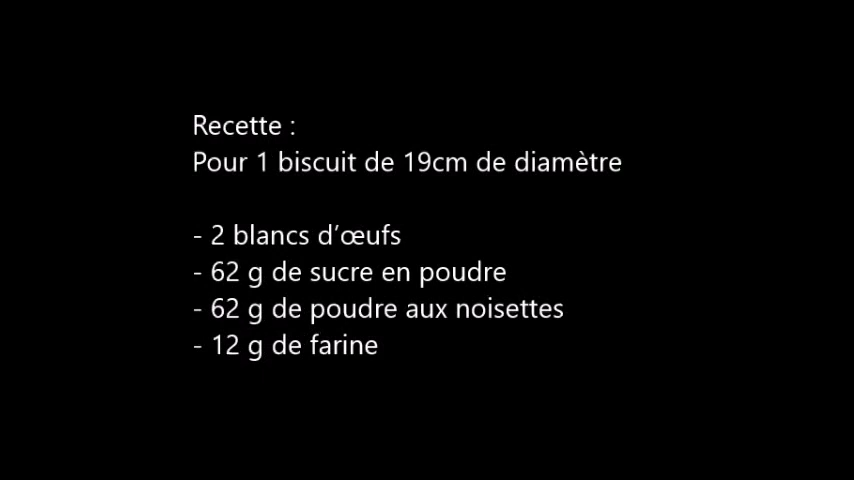 Recette :
Pour 1 biscuit de 19cm de diamètre
- 2 blancs d’œufs
- 62 g de sucre en poudre
- 62 g de poudre aux noisettes
- 12 g de farine